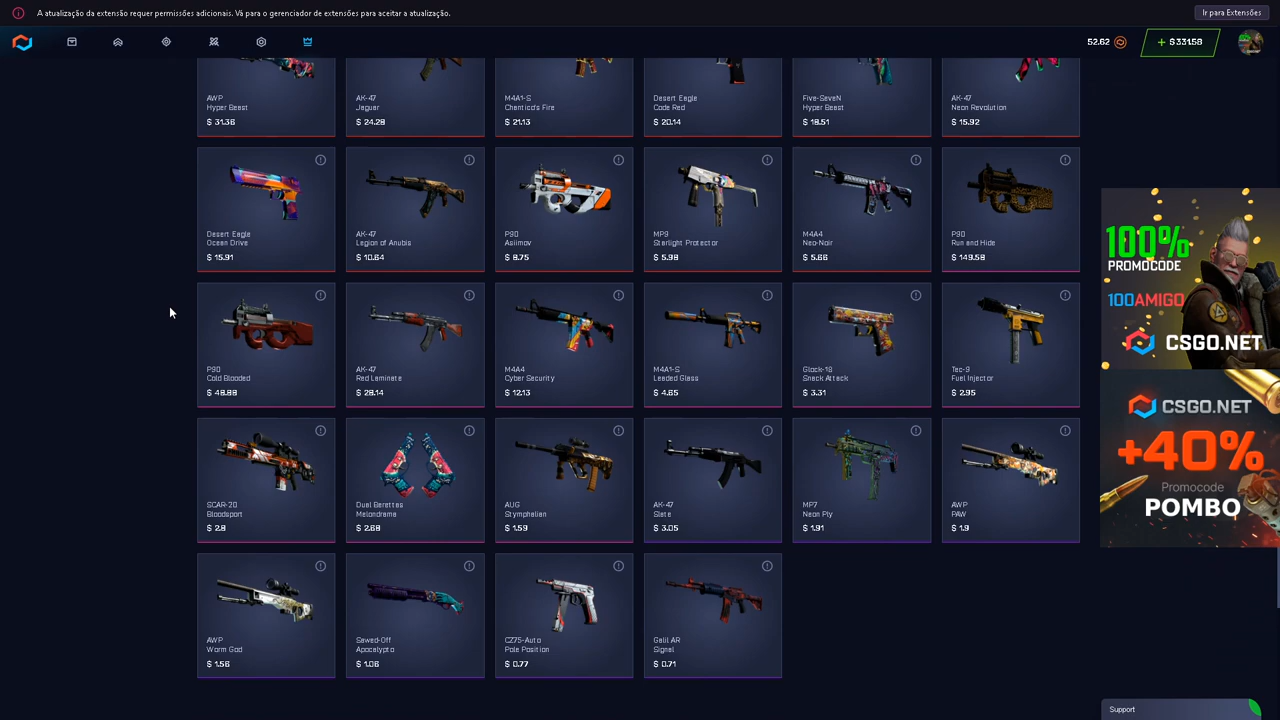 A atualização da extensão requer permissões adicionais. Vá para o gerenciador de extensões para aceitar a atualização.
Ir para Extensões
52.62
+ $ 331.58
AWP
Hyper Beast
$ 31.36
AK-47
Jaguar
$ 24.28
M4A1-S
Chantico's Fire
$ 21.13
Desert Eagle
Code Red
$ 20.14
Five-SeveN
Hyper Beast
$ 18.51
AK-47
Neon Revolution
$ 15.92
Desert Eagle
Ocean Drive
$ 15.91
AK-47
Legion of Anubis
$ 10.64
P90
Asiimov
$ 8.75
MP9
Starlight Protector
$ 5.98
M4A4
Neo-Noir
$ 5.66
P90
Run and Hide
$ 149.58
P90
Cold Blooded
$ 48.88
AK-47
Red Laminate
$ 28.14
M4A4
Cyber Security
$ 12.13
M4A1-S
Leaded Glass
$ 4.65
Glock-18
Snack Attack
$ 3.31
Tec-9
Fuel Injector
$ 2.95
SCAR-20
Bloodsport
$ 2.8
Dual Berettas
Melondrama
$ 2.68
AUG
Stymphalian
$ 1.59
AK-47
Slate
$ 3.05
MP7
Neon Ply
$ 1.91
AWP
PAW
$ 1.9
AWP
Worm God
$ 1.56
Sawed-Off
Apocalypto
$ 1.06
CZ75-Auto
Pole Position
$ 0.77
Galil AR
Signal
$ 0.71
100%
PROMOCODE
100AMIGO
CSGO.NET
CSGO.NET
+40%
Promocode
POMBO
Support